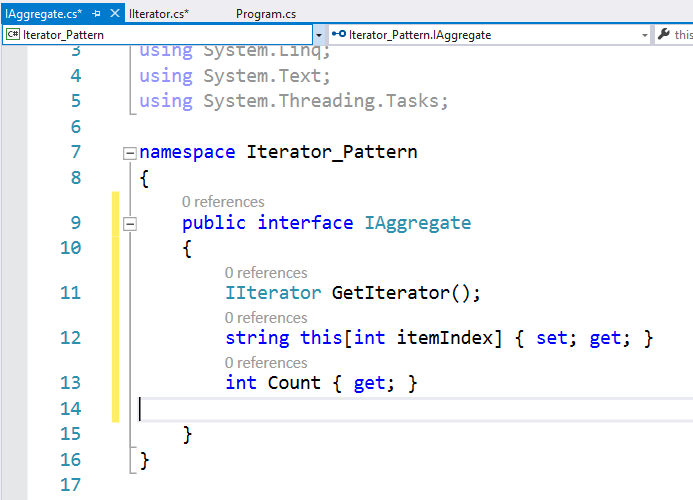 IAggregate.cs* IIterator.cs* Program.cs
C# Iterator_Pattern Iterator_Pattern.IAggregate this
3 using System.Linq;
4 using System.Text;
5 using System.Threading.Tasks;
6
7 namespace Iterator_Pattern
8 {
0 references
9 public interface IAggregate
10 {
0 references
11 IIterator GetIterator();
0 references
12 string this[int itemIndex] { set; get; }
0 references
13 int Count { get; }
14
15 }
16 }
17